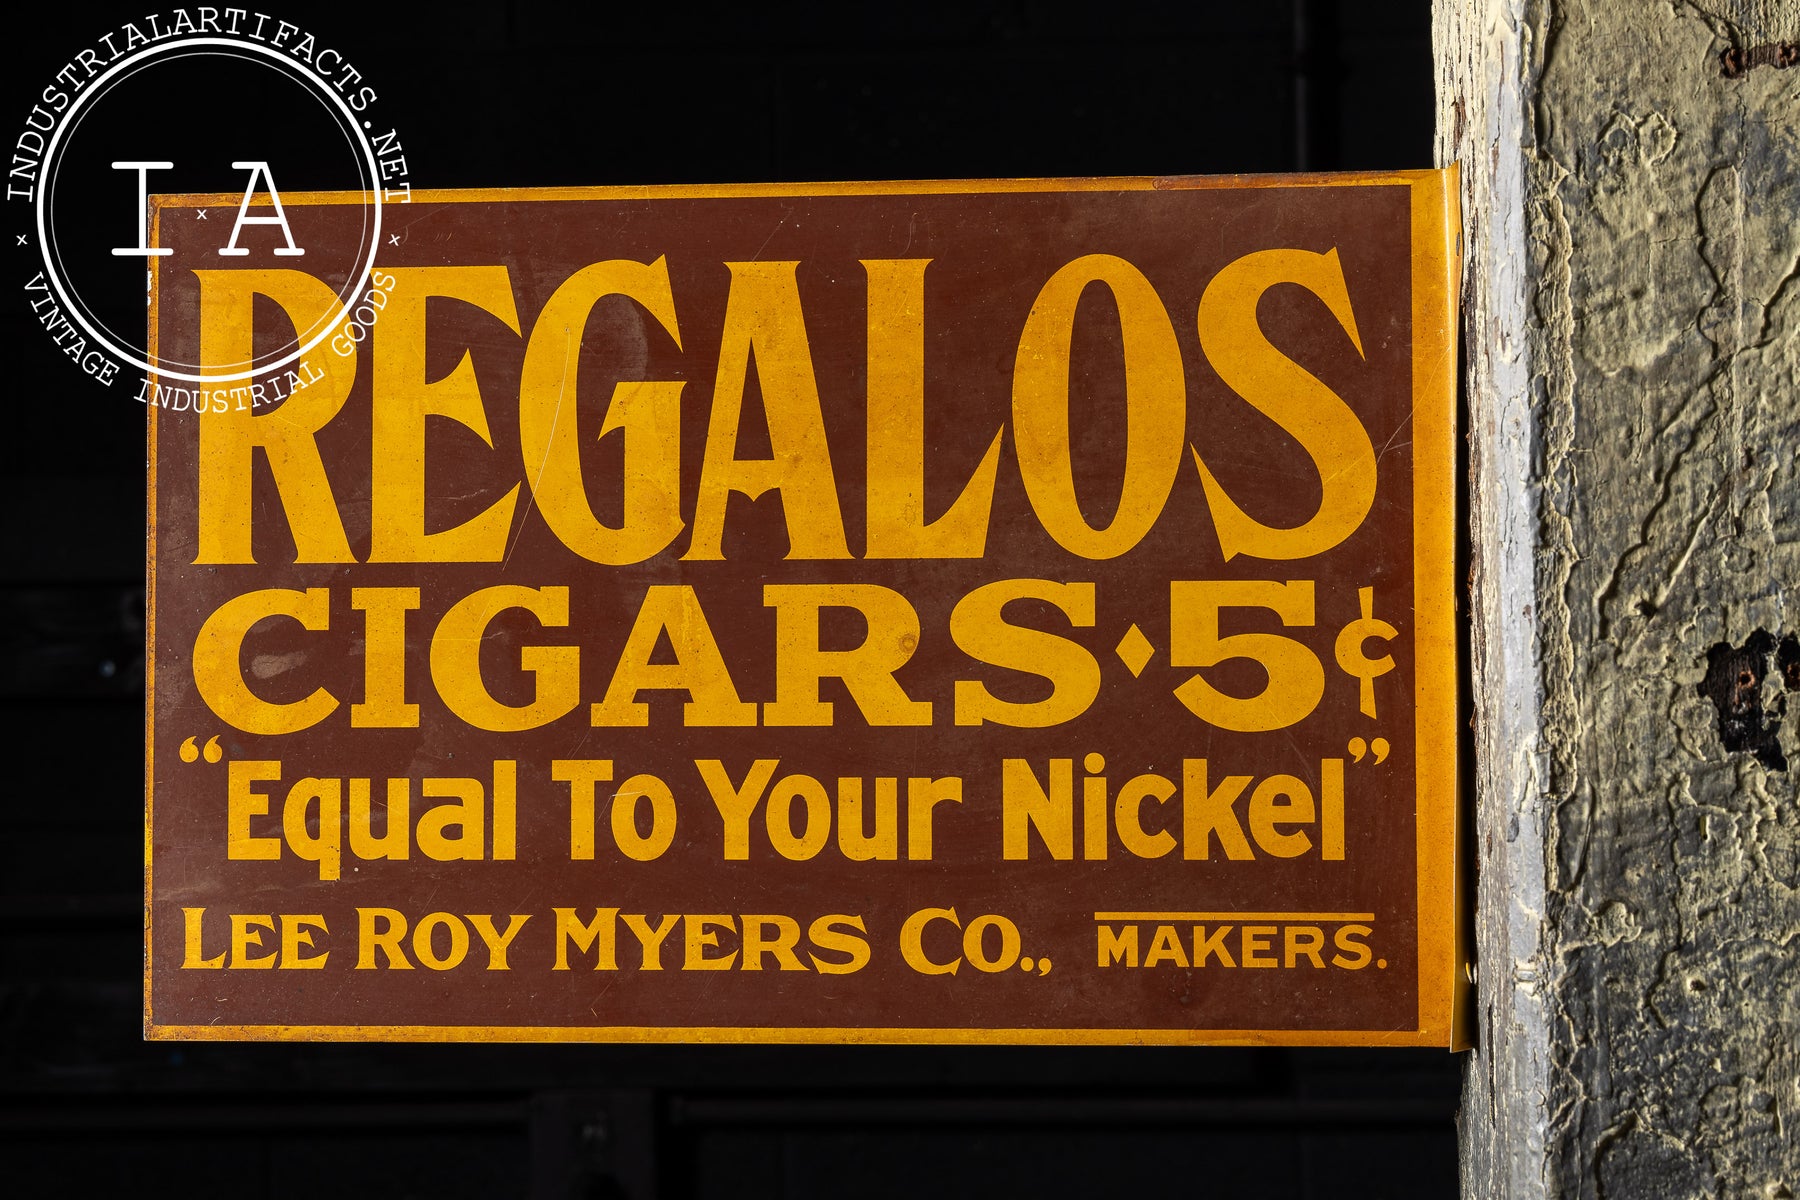 INDUSTRIALARTIFACTS.NET
I × A
× ×
VINTAGE INDUSTRIAL GOODS
REGALOS
CIGARS ♦ 5¢
“Equal To Your Nickel”
LEE ROY MYERS CO., MAKERS.